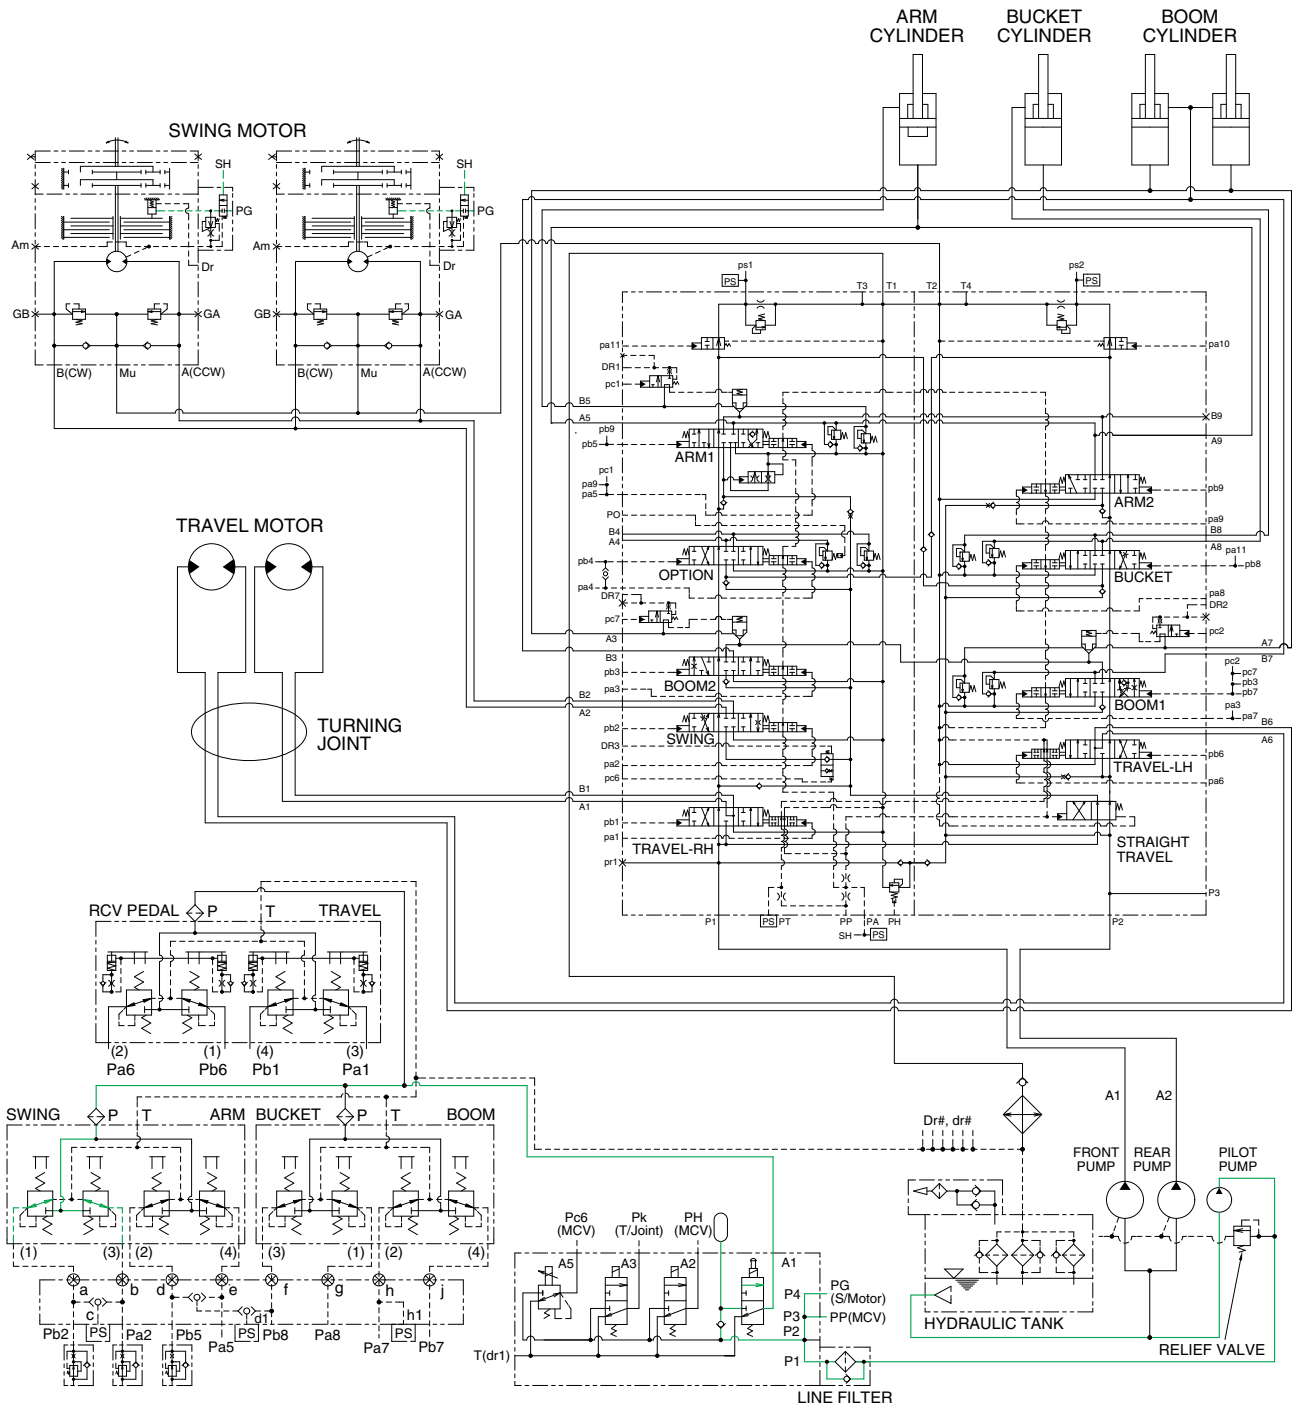 ARM
CYLINDER
BUCKET
CYLINDER
BOOM
CYLINDER
SWING MOTOR
SH
PG
Am
Dr
GB
GA
B(CW)
Mu
A(CCW)
SH
PG
Am
Dr
GB
GA
B(CW)
Mu
A(CCW)
ps1
PS
T3
T1
T2
T4
ps2
PS
pa11
DR1
pc1
B5
A5
pb9
pb5
ARM1
pc1
pa9
pa5
PO
B4
A4
pb4
OPTION
pa4
DR7
pc7
A3
B3
pb3
BOOM2
pa3
B2
A2
pb2
SWING
DR3
pa2
pc6
B1
A1
pb1
pa1
TRAVEL-RH
pr1
pa10
B9
A9
pb9
ARM2
pa9
B8
A8
pa11
pb8
BUCKET
pa8
DR2
pc2
A7
B7
pc2
pc7
pb3
pb7
BOOM1
pa3
pa7
B6
A6
pb6
TRAVEL-LH
pa6
STRAIGHT
TRAVEL
P3
P1
PS
PT
PP
PA
PH
SH
PS
P2
TRAVEL MOTOR
TURNING
JOINT
RCV PEDAL
P
T
TRAVEL
(2)
(1)
(4)
(3)
Pa6
Pb6
Pb1
Pa1
SWING
P
T
ARM
BUCKET
P
T
BOOM
(1)
(3)
(2)
(4)
(3)
(1)
(2)
(4)
a
b
d
e
f
g
h
j
c
d1
h1
PS
PS
PS
Pb2
Pa2
Pb5
Pa5
Pb8
Pa8
Pa7
Pb7
Pc6
(MCV)
Pk
(T/Joint)
PH
(MCV)
A5
A3
A2
A1
P4
PG
(S/Motor)
P3
PP(MCV)
P2
P1
T(dr1)
LINE FILTER
Dr#, dr#
A1
A2
FRONT
PUMP
REAR
PUMP
PILOT
PUMP
HYDRAULIC TANK
RELIEF VALVE